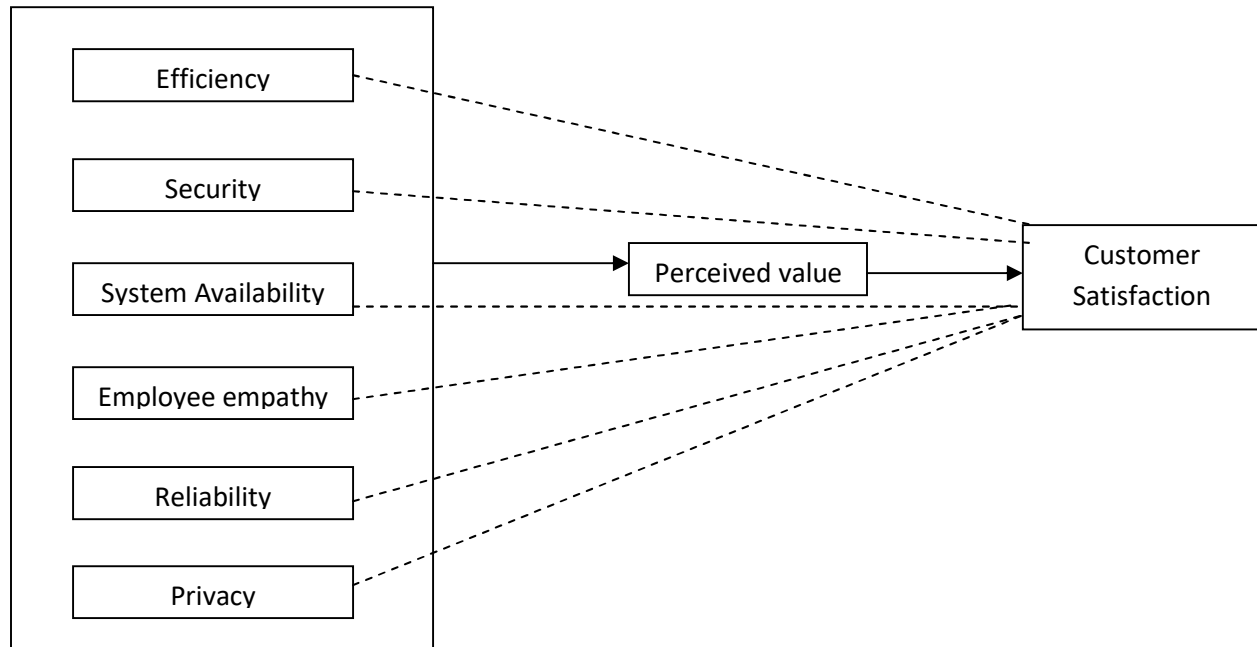 Efficiency
Security
System Availability
Employee empathy
Reliability
Privacy
Perceived value
Customer
Satisfaction